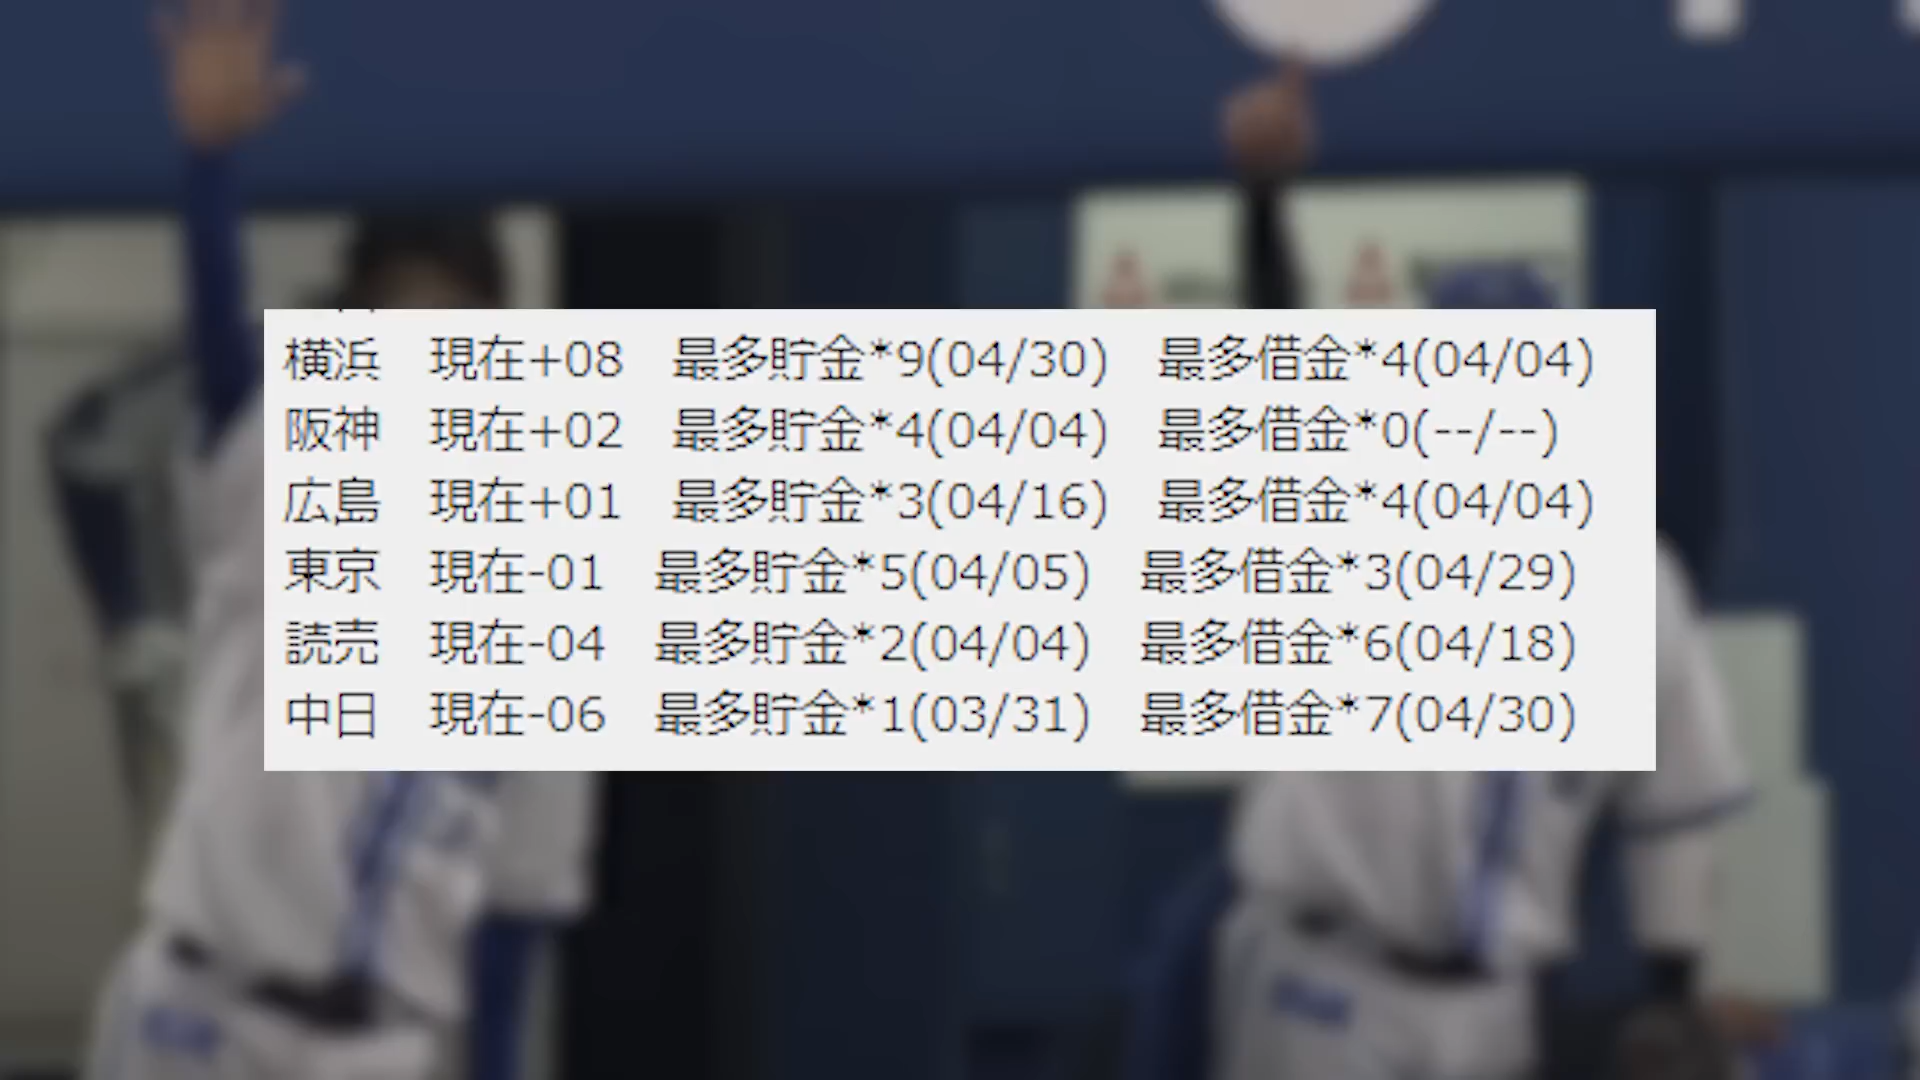 横浜　現在+08　最多貯金*9(04/30)　最多借金*4(04/04)
阪神　現在+02　最多貯金*4(04/04)　最多借金*0(--/--)
広島　現在+01　最多貯金*3(04/16)　最多借金*4(04/04)
東京　現在-01　最多貯金*5(04/05)　最多借金*3(04/29)
読売　現在-04　最多貯金*2(04/04)　最多借金*6(04/18)
中日　現在-06　最多貯金*1(03/31)　最多借金*7(04/30)